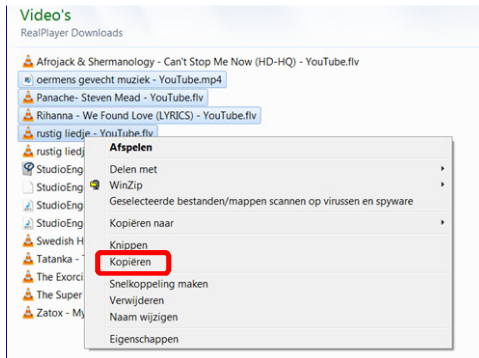 Video's
RealPlayer Downloads
Afrojack & Shermanology - Can't Stop Me Now (HD-HQ) - YouTube.flv
oermens gevecht muziek - YouTube.mp4
Panache- Steven Mead - YouTube.flv
Rihanna - We Found Love (LYRICS) - YouTube.flv
rustig liedje - YouTube.flv
rustig liedj
StudioEng
StudioEng
StudioEng
StudioEng
Swedish H
Tatanka -
The Exorci
The Super
Zatox - My
Afspelen
Delen met
WinZip
Geselecteerde bestanden/mappen scannen op virussen en spyware
Kopiëren naar
Knippen
Kopiëren
Snelkoppeling maken
Verwijderen
Naam wijzigen
Eigenschappen